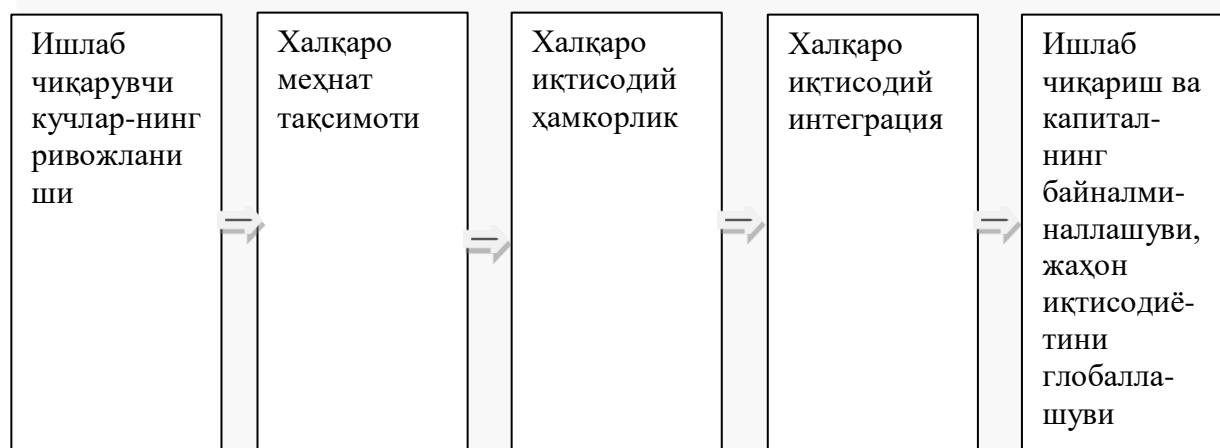 Ишлаб
чиқарувчи
кучлар-нинг
ривожлани
ши
Халқаро
меҳнат
тақсимоти
Халқаро
иқтисодий
ҳамкорлик
Халқаро
иқтисодий
интеграция
Ишлаб
чиқариш ва
капитал-
нинг
байналми-
наллашуви,
жаҳон
иқтисодиё-
тини
глобалла-
шуви